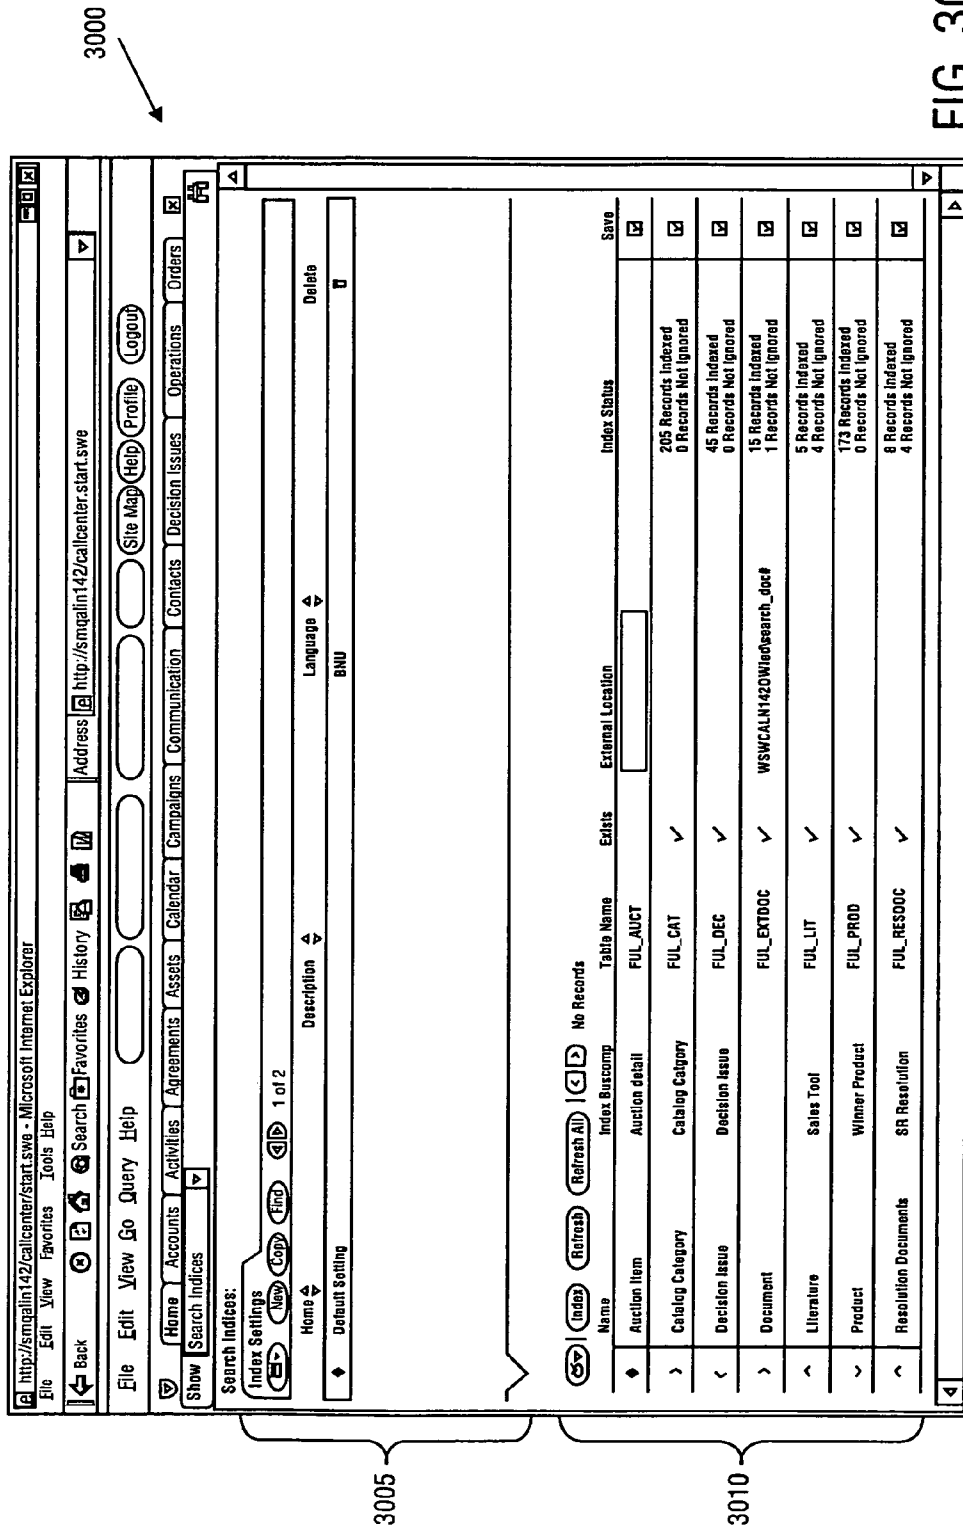 3000
http://smqalin142/callcenter/start.swe - Microsoft Internet Explorer
File Edit View Favorites Tools Help
Back Search Favorites History Address http://smqalin142/callcenter.start.swe
File Edit View Go Query Help Site Map Help Profile Logout
Home Accounts Activities Agreements Assets Calendar Campaigns Communication Contacts Decision Issues Operations Orders
Show Search Indices
Search Indices:
Index Settings
New Copy Find 1 of 2
Home Description Language Delete
Default Setting BNU
3005
Index Refresh Refresh All No Records
Name Index Buscomp Table Name Exists External Location Index Status Save
Auction Item Auction detail FUL_AUCT
Catalog Category Catalog Catgory FUL_CAT 205 Records Indexed
0 Records Not Ignored
Decision Issue Decision Issue FUL_DEC 45 Records Indexed
0 Records Not Ignored
Document FUL_EXTDOC WSWCALN142OWled\search_doc# 15 Records Indexed
1 Records Not Ignored
Literature Sales Tool FUL_LIT 5 Records Indexed
4 Records Not Ignored
Product Winner Product FUL_PROD 173 Records Indexed
0 Records Not Ignored
Resolution Documents SR Resolution FUL_RESDOC 8 Records Indexed
4 Records Not Ignored
3010
FIG. 30